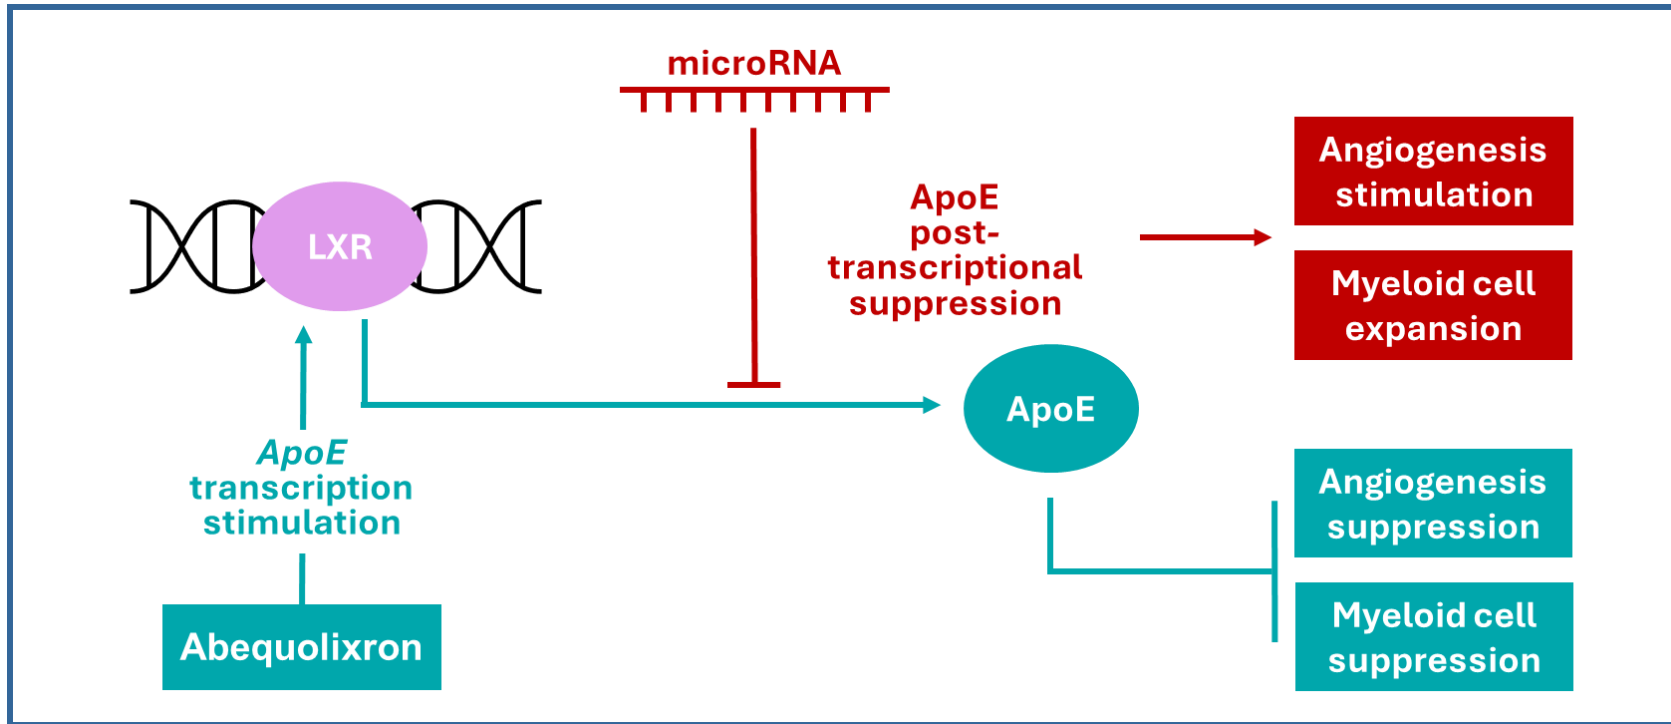 microRNA
LXR
ApoE
post-
transcriptional
suppression
Angiogenesis
stimulation
Myeloid cell
expansion
ApoE
ApoE
transcription
stimulation
Abequolixron
Angiogenesis
suppression
Myeloid cell
suppression